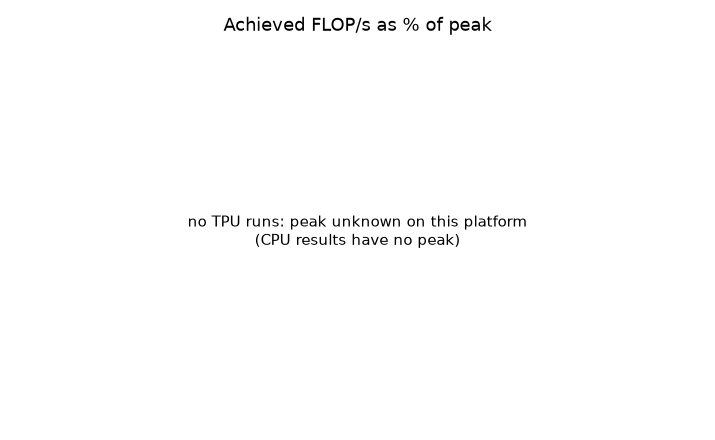 Achieved FLOP/s as % of peak
no TPU runs: peak unknown on this platform
(CPU results have no peak)